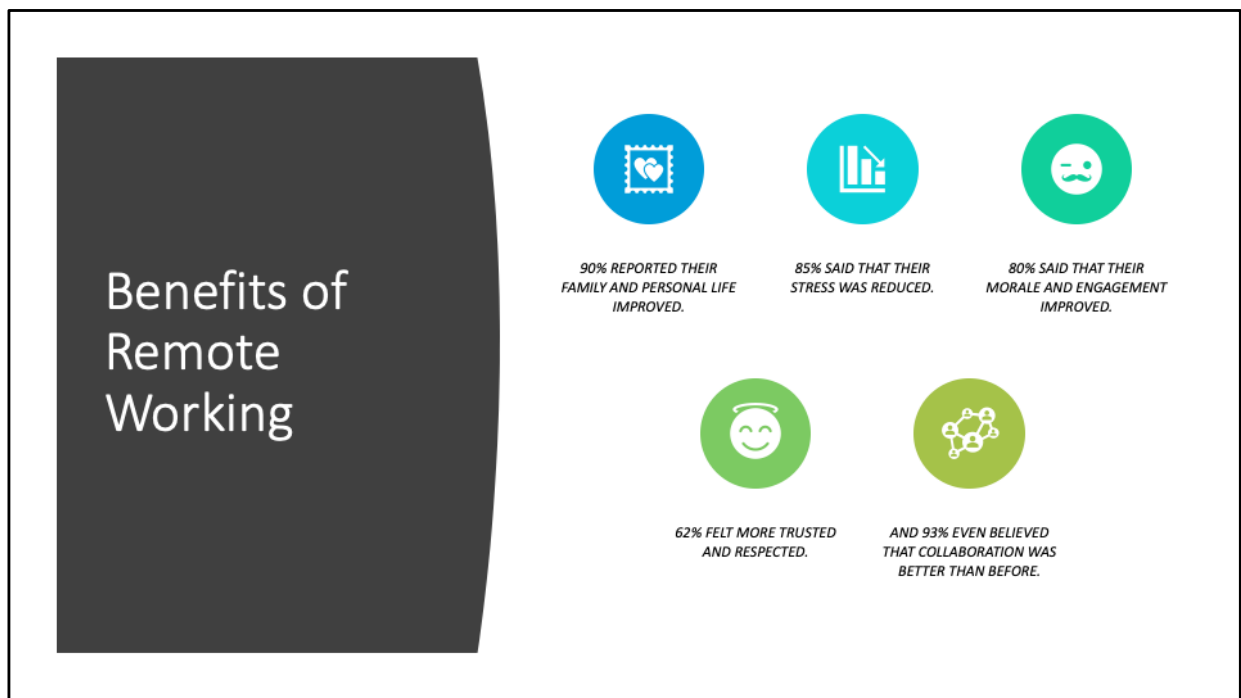 Benefits of
Remote
Working
90% REPORTED THEIR
FAMILY AND PERSONAL LIFE
IMPROVED.
85% SAID THAT THEIR
STRESS WAS REDUCED.
80% SAID THAT THEIR
MORALE AND ENGAGEMENT
IMPROVED.
62% FELT MORE TRUSTED
AND RESPECTED.
AND 93% EVEN BELIEVED
THAT COLLABORATION WAS
BETTER THAN BEFORE.